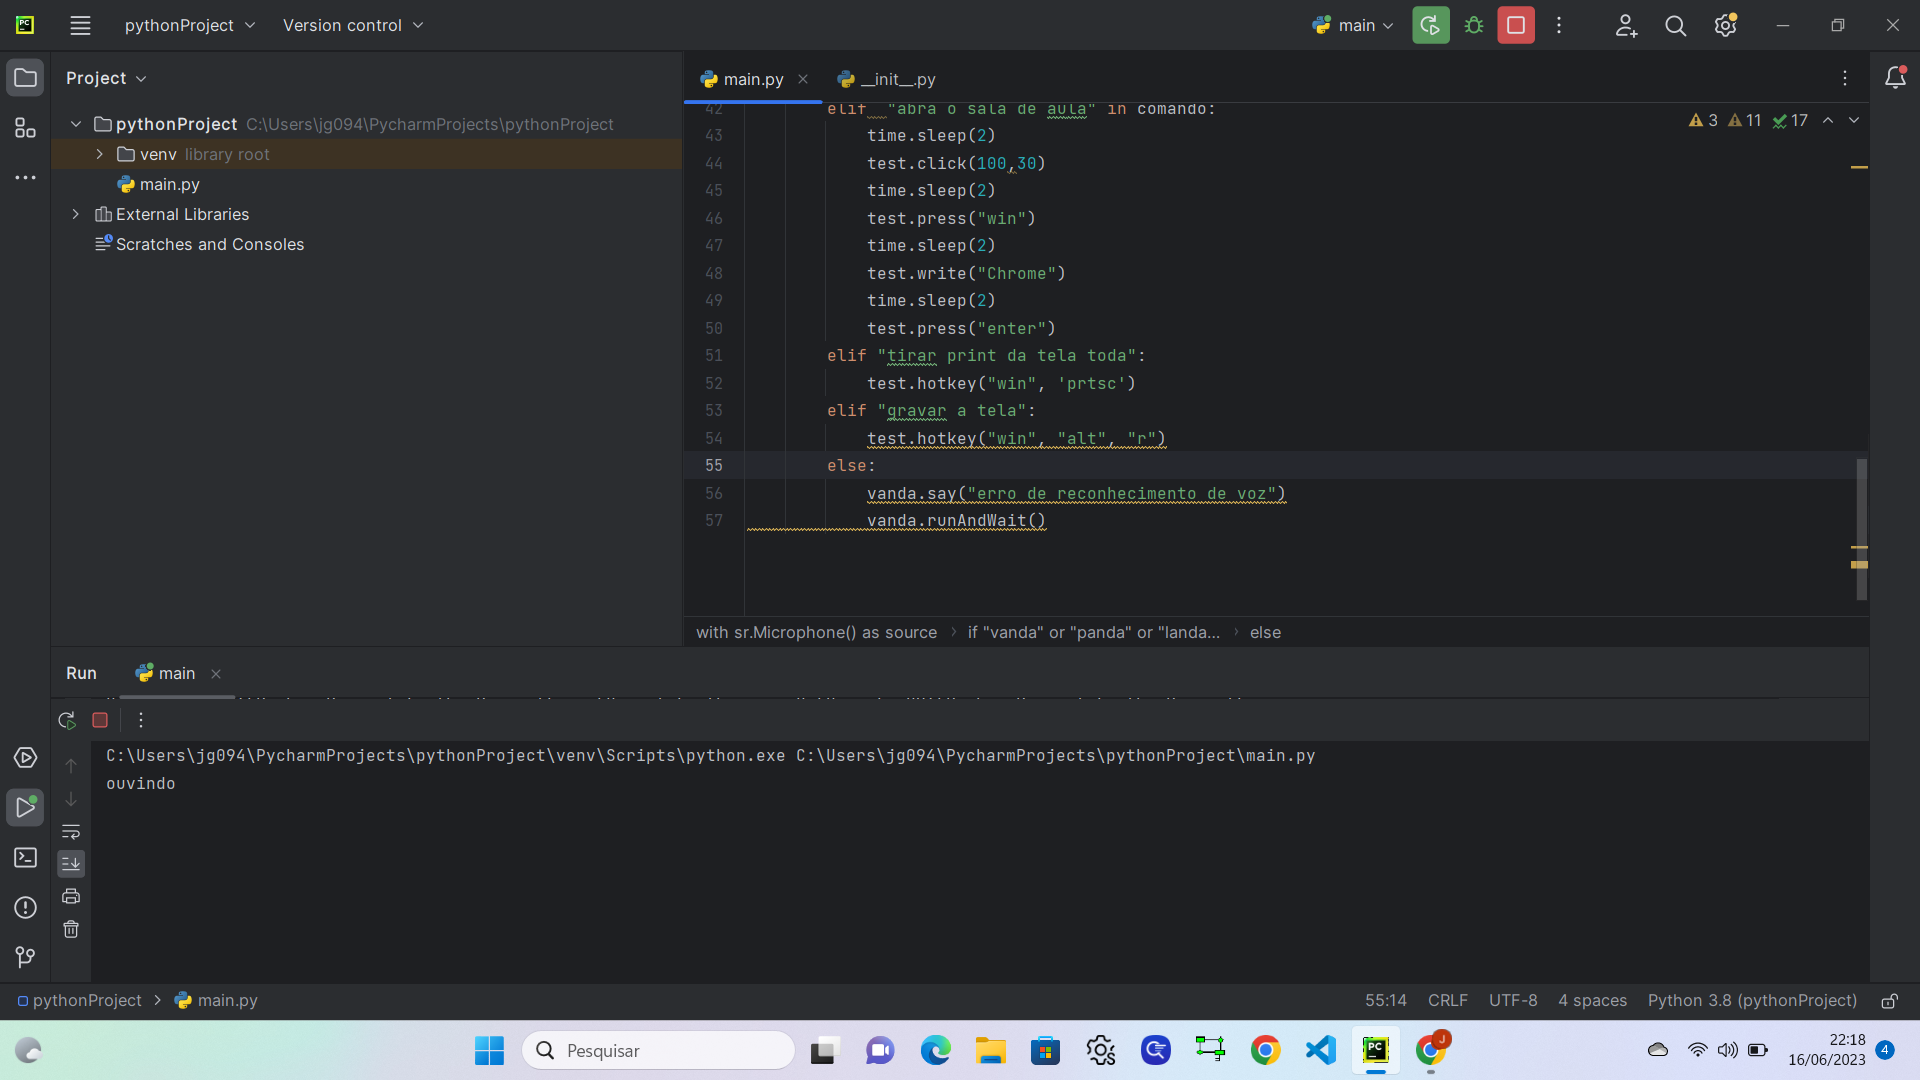 pythonProject
Version control
main
Project
main.py
__init__.py
pythonProject C:\Users\jg094\PycharmProjects\pythonProject
venv library root
main.py
External Libraries
Scratches and Consoles
3 11 17
42 elif "abra o sala de aula" in comando:
43 time.sleep(2)
44 test.click(100,30)
45 time.sleep(2)
46 test.press("win")
47 time.sleep(2)
48 test.write("Chrome")
49 time.sleep(2)
50 test.press("enter")
51 elif "tirar print da tela toda":
52 test.hotkey("win", 'prtsc')
53 elif "gravar a tela":
54 test.hotkey("win", "alt", "r")
55 else:
56 vanda.say("erro de reconhecimento de voz")
57 vanda.runAndWait()
with sr.Microphone() as source > if "vanda" or "panda" or "landa... > else
Run
main
C:\Users\jg094\PycharmProjects\pythonProject\venv\Scripts\python.exe C:\Users\jg094\PycharmProjects\pythonProject\main.py
ouvindo
pythonProject > main.py
55:14 CRLF UTF-8 4 spaces Python 3.8 (pythonProject)
Pesquisar
22:18
16/06/2023
4